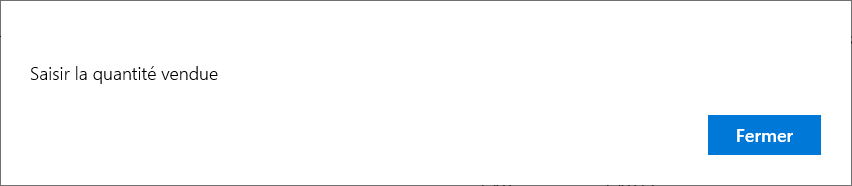 Saisir la quantité vendue
Fermer